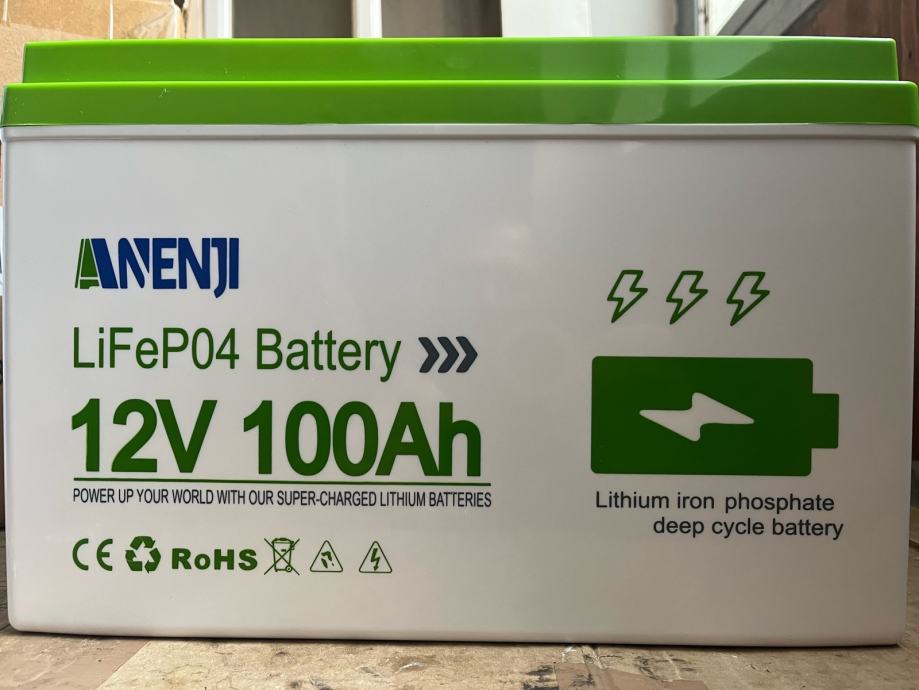 ANENJI
LiFeP04 Battery
12V 100Ah
POWER UP YOUR WORLD WITH OUR SUPER-CHARGED LITHIUM BATTERIES
CE RoHS
Lithium iron phosphate
deep cycle battery